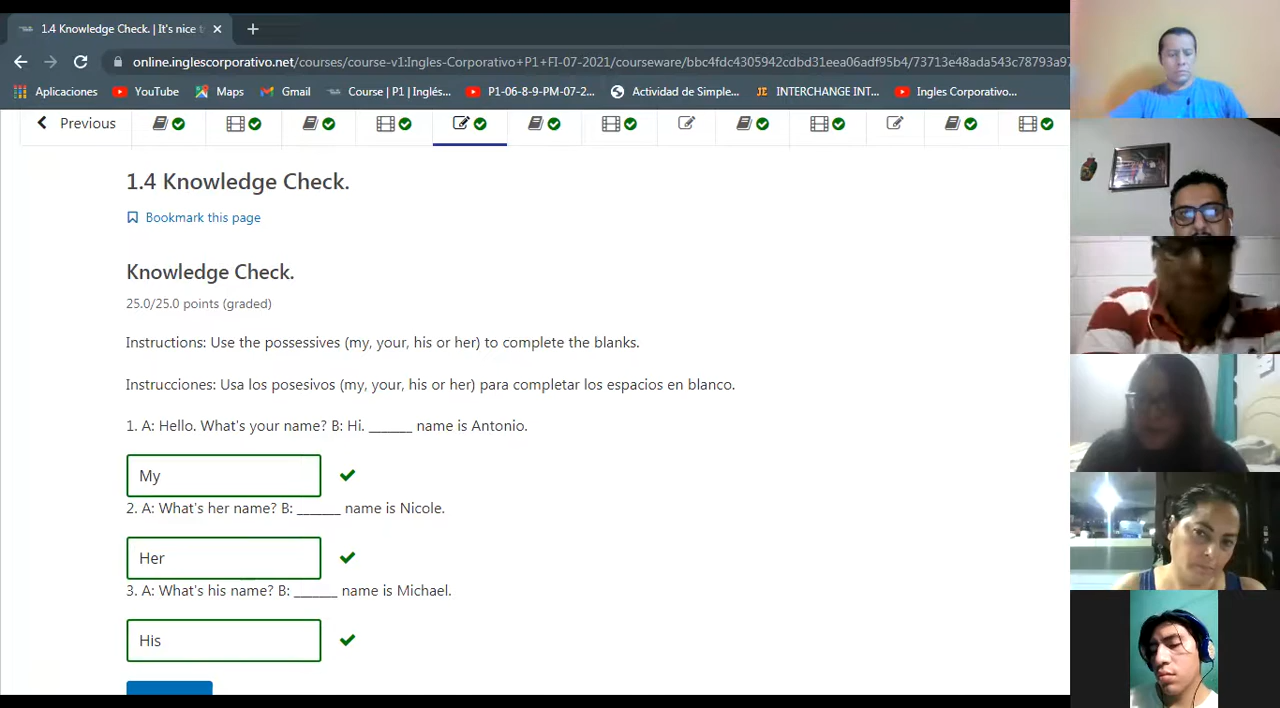 1.4 Knowledge Check. | It's nice t
online.inglescorporativo.net/courses/course-v1:Ingles-Corporativo+P1+FI-07-2021/courseware/bbc4fdc4305942cdbd31eea06adf95b4/73713e48ada543c78793a97
Aplicaciones YouTube Maps Gmail Course | P1 | Inglés... P1-06-8-9-PM-07-2... Actividad de Simple... INTERCHANGE INT... Ingles Corporativo...
Previous
1.4 Knowledge Check.
Bookmark this page
Knowledge Check.
25.0/25.0 points (graded)
Instructions: Use the possessives (my, your, his or her) to complete the blanks.
Instrucciones: Usa los posesivos (my, your, his or her) para completar los espacios en blanco.
1. A: Hello. What's your name? B: Hi. ______ name is Antonio.
My
2. A: What's her name? B: ______ name is Nicole.
Her
3. A: What's his name? B: ______ name is Michael.
His